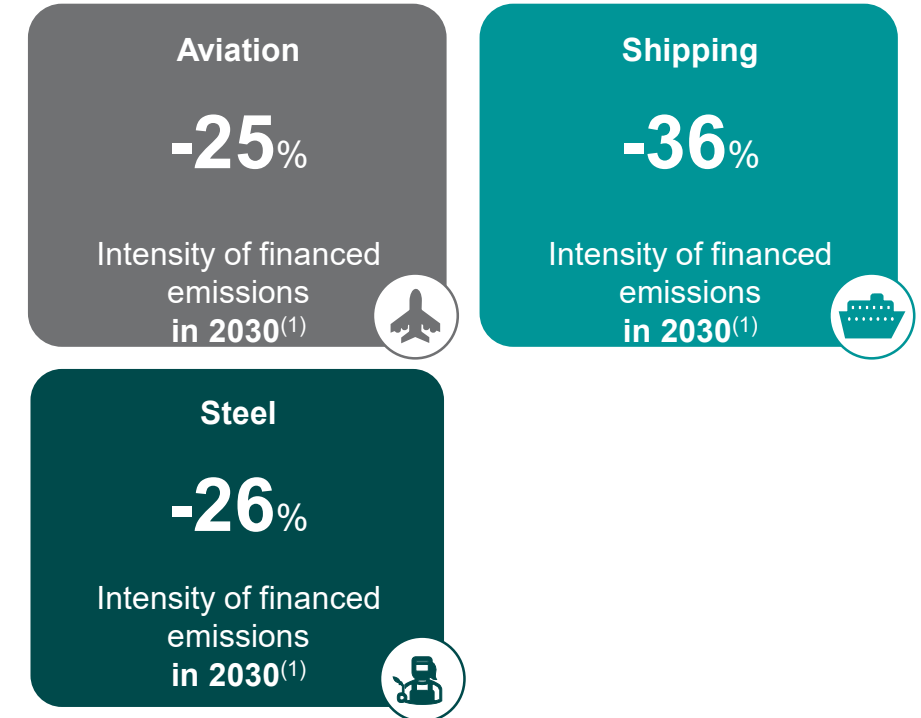 Aviation
-25%
Intensity of financed
emissions
in 2030(1)
Shipping
-36%
Intensity of financed
emissions
in 2030(1)
Steel
-26%
Intensity of financed
emissions
in 2030(1)